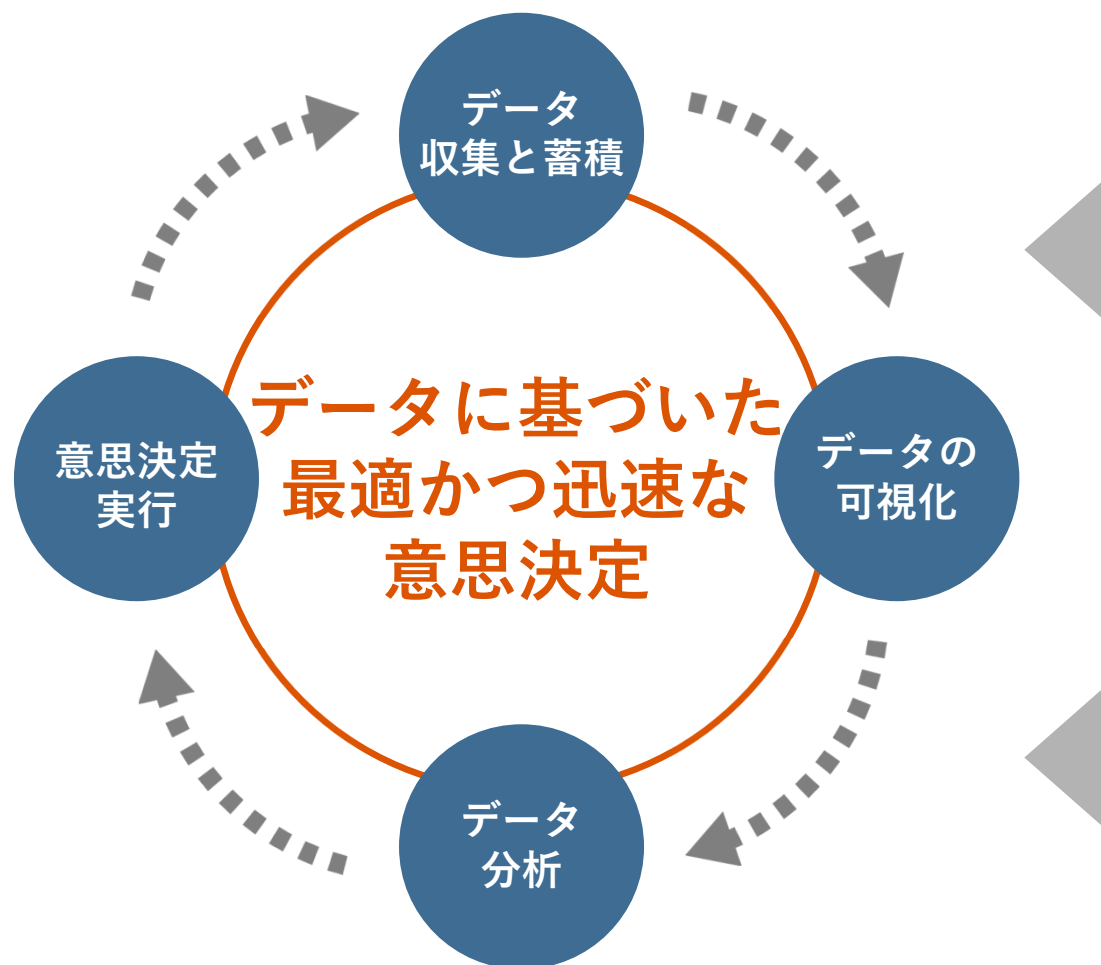 データ
収集と蓄積
データに基づいた
最適かつ迅速な
意思決定
意思決定
実行
データの
可視化
データ
分析